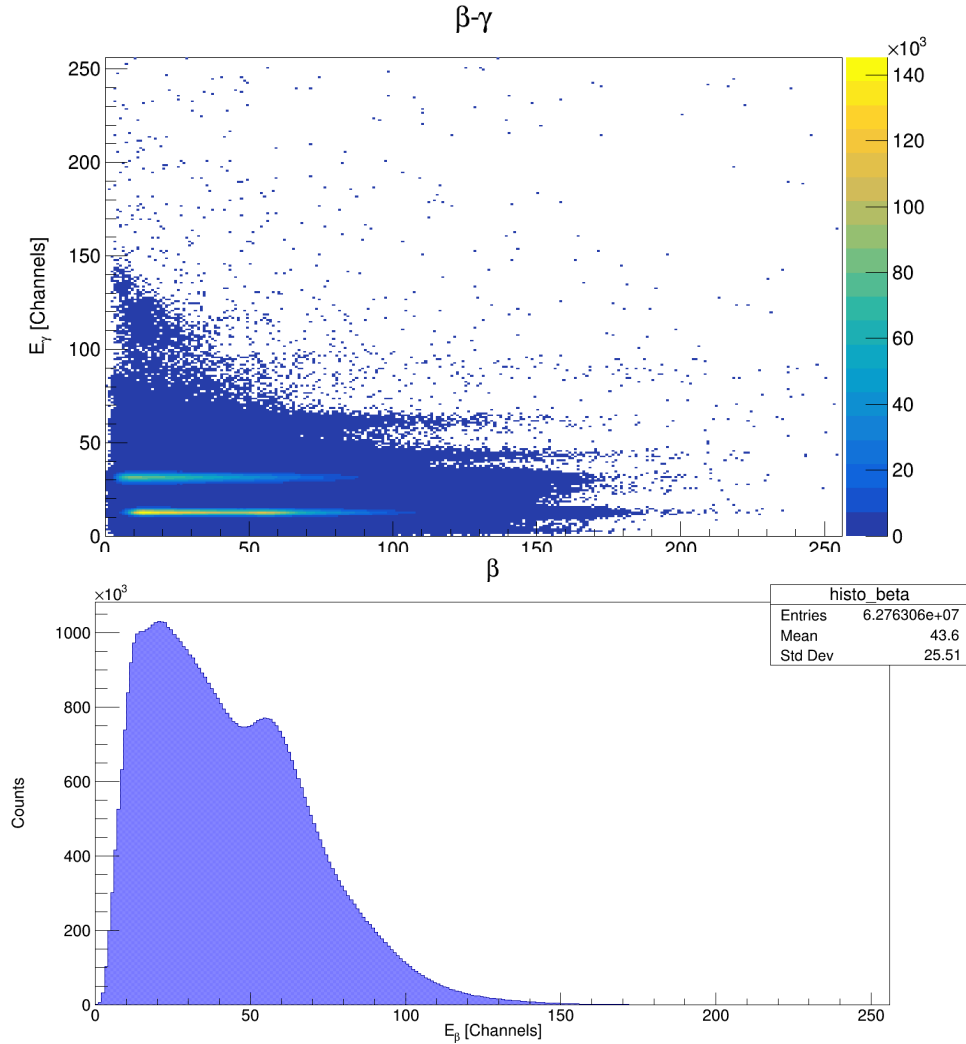 β-γ
×10³
250
200
150
100
50
0
E_γ [Channels]
0 50 100 150 200 250
140
120
100
80
60
40
20
0
β
×10³
histo_beta
Entries 6.276306e+07
Mean 43.6
Std Dev 25.51
1000
800
600
400
200
0
Counts
0 50 100 150 200 250
E_β [Channels]